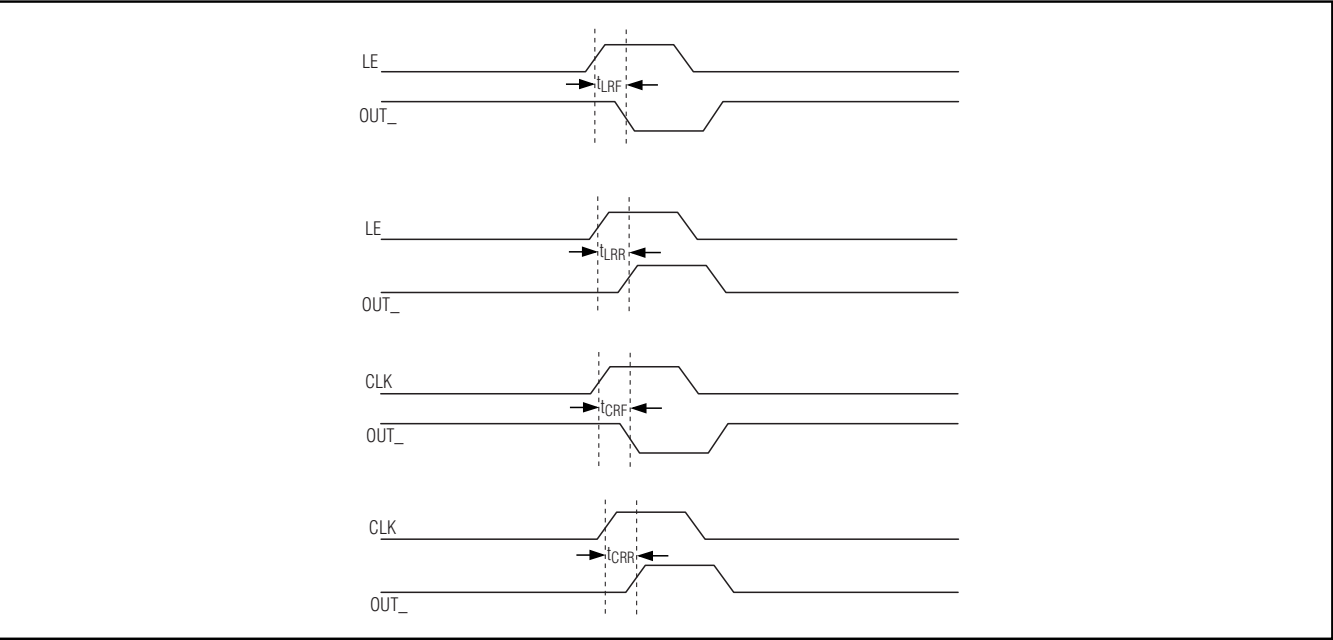 LE
tLRF
OUT_
LE
tLRR
OUT_
CLK
tCRF
OUT_
CLK
tCRR
OUT_